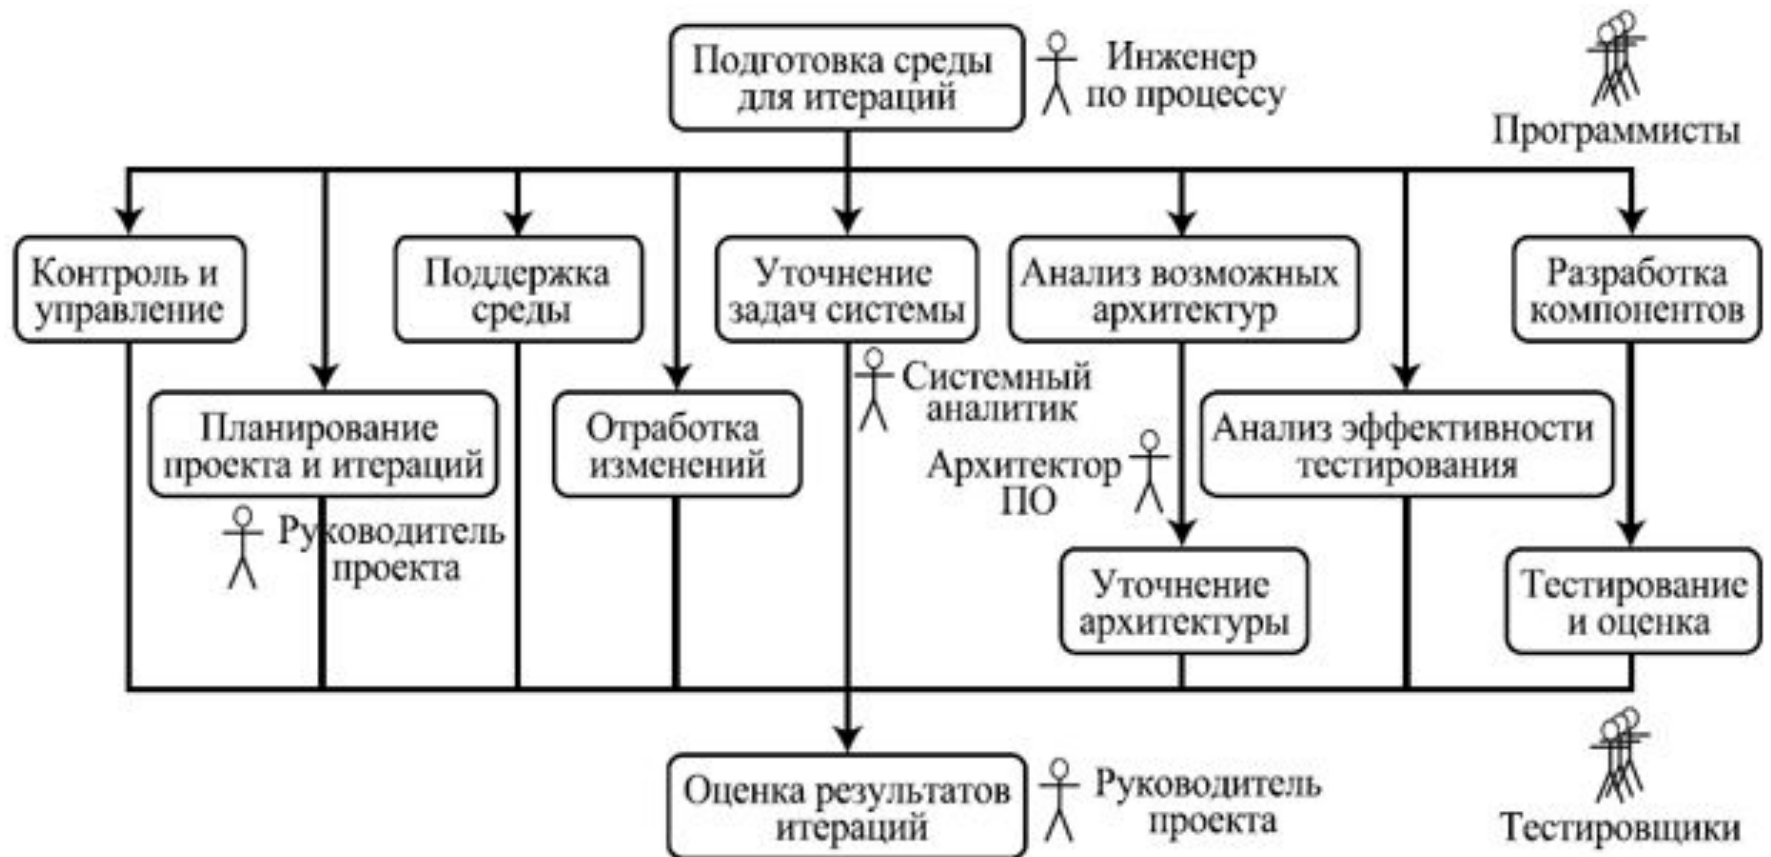 Подготовка среды
для итераций
Инженер
по процессу
Программисты
Контроль и
управление
Поддержка
среды
Уточнение
задач системы
Анализ возможных
архитектур
Разработка
компонентов
Планирование
проекта и итераций
Отработка
изменений
Системный
аналитик
Анализ эффективности
тестирования
Архитектор
ПО
Руководитель
проекта
Уточнение
архитектуры
Тестирование
и оценка
Оценка результатов
итераций
Руководитель
проекта
Тестировщики